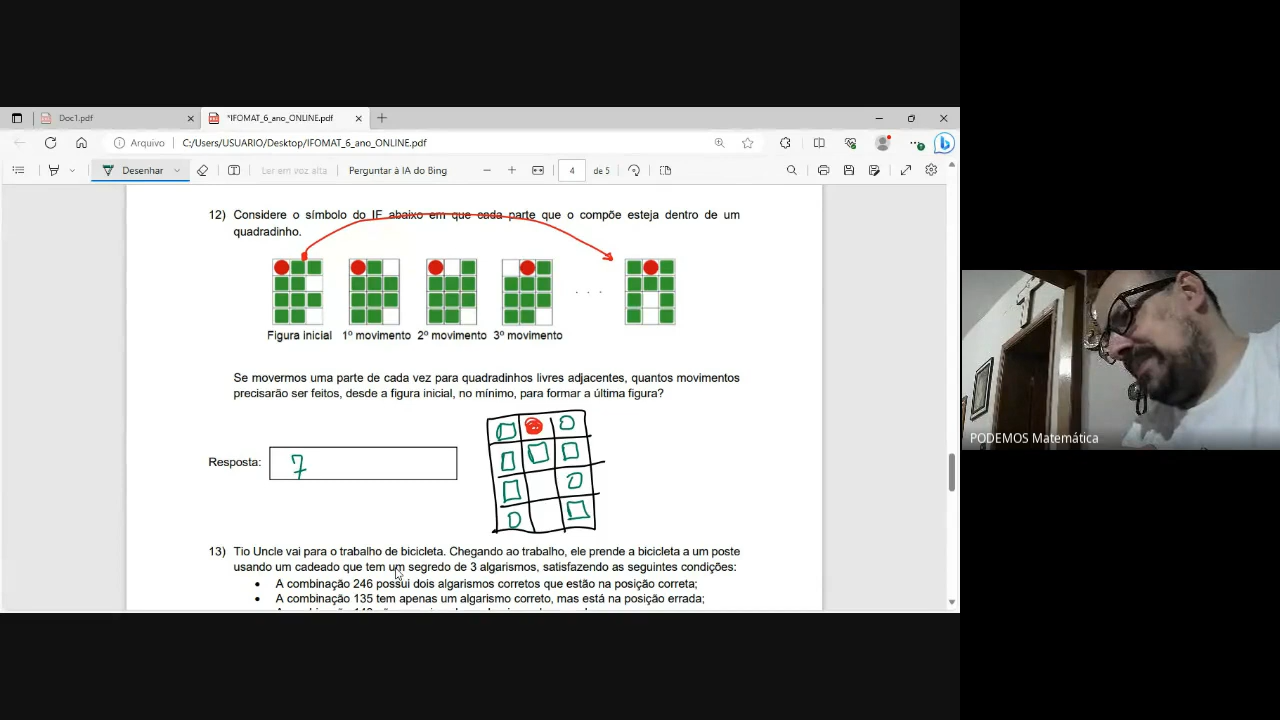 Doc1.pdf
*IFOMAT_6_ano_ONLINE.pdf
Arquivo
C:/Users/USUARIO/Desktop/IFOMAT_6_ano_ONLINE.pdf
Desenhar
Ler em voz alta
Perguntar à IA do Bing
4
de 5
12) Considere o símbolo do IF abaixo em que cada parte que o compõe esteja dentro de um
quadradinho.
. . .
Figura inicial 1º movimento 2º movimento 3º movimento
Se movermos uma parte de cada vez para quadradinhos livres adjacentes, quantos movimentos
precisarão ser feitos, desde a figura inicial, no mínimo, para formar a última figura?
Resposta: 7
13) Tio Uncle vai para o trabalho de bicicleta. Chegando ao trabalho, ele prende a bicicleta a um poste
usando um cadeado que tem um segredo de 3 algarismos, satisfazendo as seguintes condições:
• A combinação 246 possui dois algarismos corretos que estão na posição correta;
• A combinação 135 tem apenas um algarismo correto, mas está na posição errada;
PODEMOS Matemática